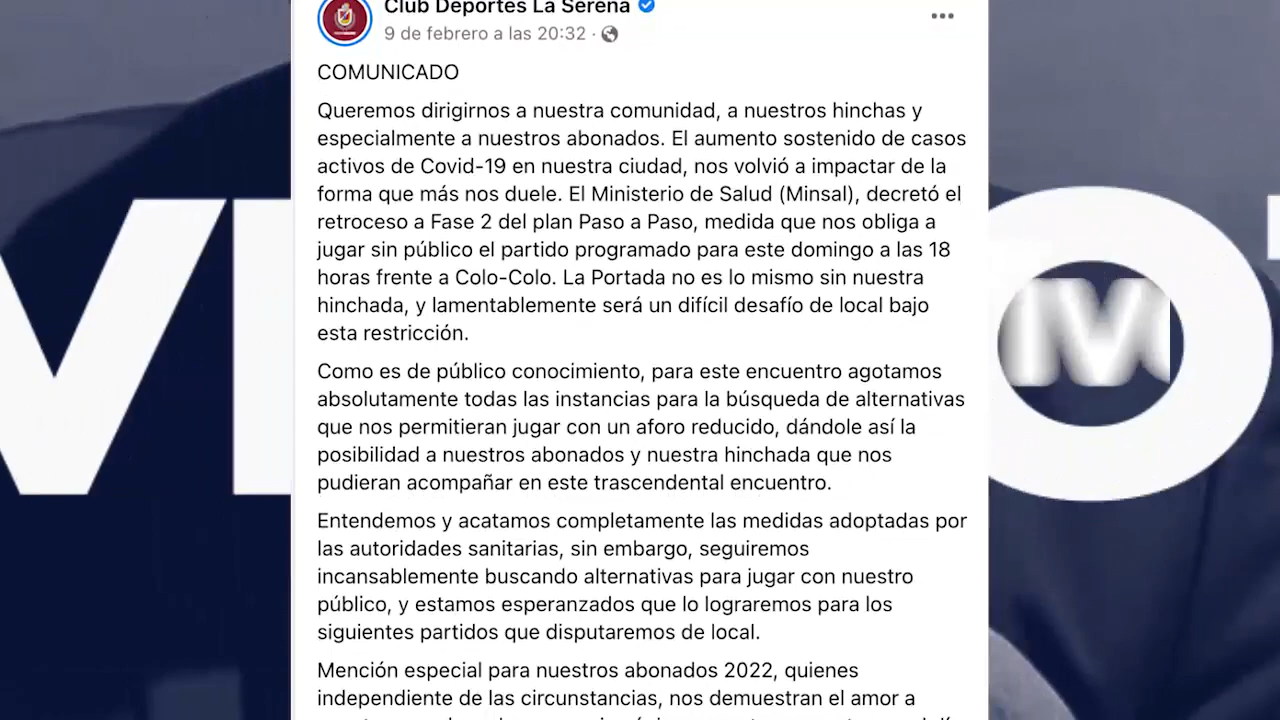 Club Deportes La Serena
9 de febrero a las 20:32 ·
COMUNICADO
Queremos dirigirnos a nuestra comunidad, a nuestros hinchas y
especialmente a nuestros abonados. El aumento sostenido de casos
activos de Covid-19 en nuestra ciudad, nos volvió a impactar de la
forma que más nos duele. El Ministerio de Salud (Minsal), decretó el
retroceso a Fase 2 del plan Paso a Paso, medida que nos obliga a
jugar sin público el partido programado para este domingo a las 18
horas frente a Colo-Colo. La Portada no es lo mismo sin nuestra
hinchada, y lamentablemente será un difícil desafío de local bajo
esta restricción.
Como es de público conocimiento, para este encuentro agotamos
absolutamente todas las instancias para la búsqueda de alternativas
que nos permitieran jugar con un aforo reducido, dándole así la
posibilidad a nuestros abonados y nuestra hinchada que nos
pudieran acompañar en este trascendental encuentro.
Entendemos y acatamos completamente las medidas adoptadas por
las autoridades sanitarias, sin embargo, seguiremos
incansablemente buscando alternativas para jugar con nuestro
público, y estamos esperanzados que lo lograremos para los
siguientes partidos que disputaremos de local.
Mención especial para nuestros abonados 2022, quienes
independiente de las circunstancias, nos demuestran el amor a